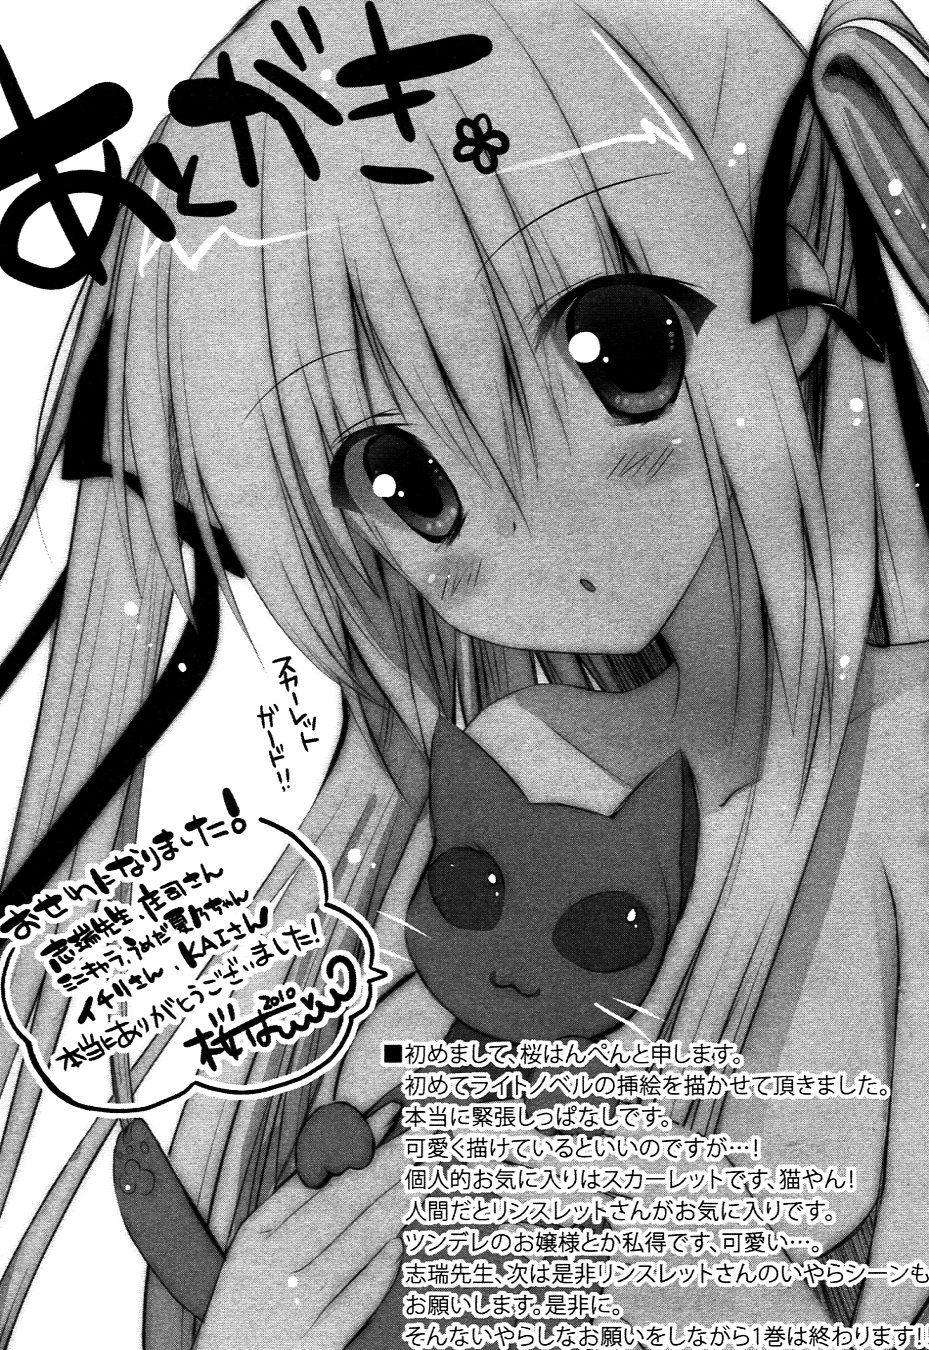 あとがき
スカーレット
ガード!!
おせわになりました!
志瑞先生、庄司さん
ミニキャラ、うめだ夏乃ちゃん
イチリさん、KAIさん
本当にありがとうございました!
2010
桜はんぺん
■初めまして、桜はんぺんと申します。
初めてライトノベルの挿絵を描かせて頂きました。
本当に緊張しっぱなしです。
可愛く描けているといいのですが…！
個人的お気に入りはスカーレットです、猫やん！
人間だとリンスレットさんがお気に入りです。
ツンデレのお嬢様とか私得です、可愛い…。
志瑞先生、次は是非リンスレットさんのいやらシーンも
お願いします。是非に。
そんないやらしなお願いをしながら1巻は終わります!!